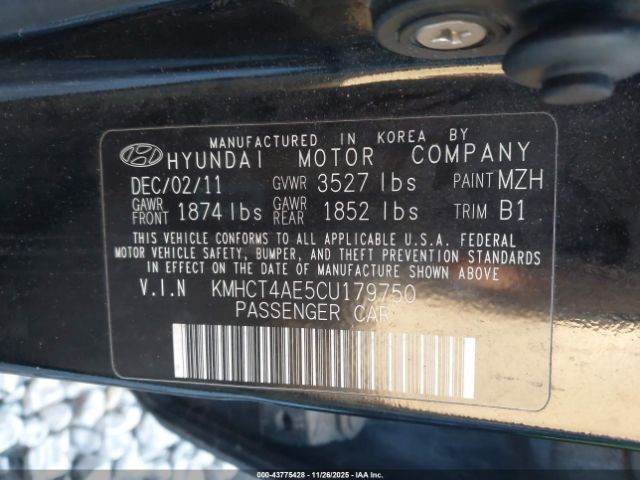 MANUFACTURED IN KOREA BY
HYUNDAI MOTOR COMPANY
DEC/02/11 GVWR 3527 lbs PAINT MZH
GAWR FRONT 1874 lbs GAWR REAR 1852 lbs TRIM B1
THIS VEHICLE CONFORMS TO ALL APPLICABLE U.S.A. FEDERAL
MOTOR VEHICLE SAFETY, BUMPER, AND THEFT PREVENTION STANDARDS
IN EFFECT ON THE DATE OF MANUFACTURE SHOWN ABOVE
V.I.N KMHCT4AE5CU179750
PASSENGER CAR
000-43775428 - 11/26/2025 - IAAI.COM